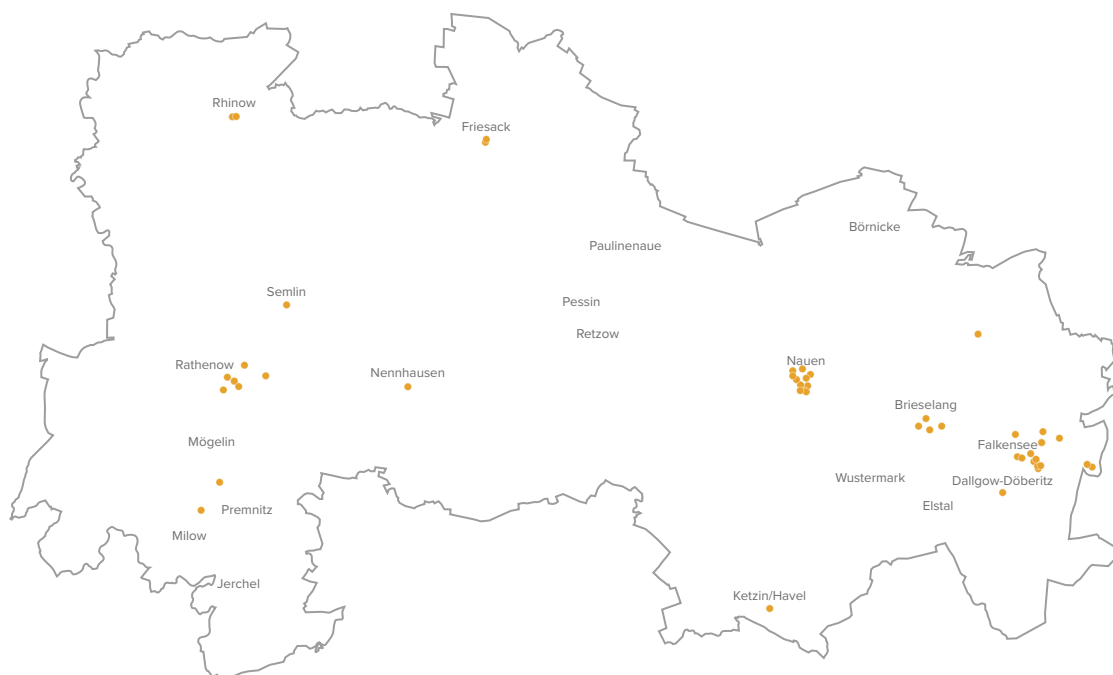 Rhinow
Friesack
Börnicke
Paulinenaue
Semlin
Pessin
Retzow
Rathenow
Nennhausen
Nauen
Brieselang
Mögelin
Falkensee
Wustermark
Dallgow-Döberitz
Premnitz
Elstal
Milow
Jerchel
Ketzin/Havel